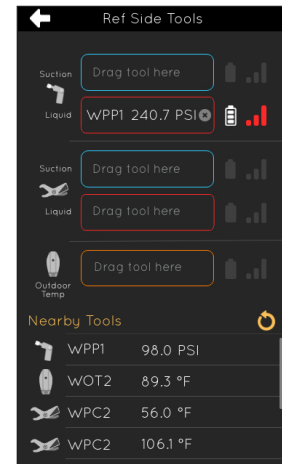 Ref Side Tools
Suction Drag tool here
Liquid WPP1 240.7 PSI
Suction Drag tool here
Liquid Drag tool here
Drag tool here
Outdoor
Temp
Nearby Tools
WPP1 98.0 PSI
WOT2 89.3 °F
WPC2 56.0 °F
WPC2 106.1 °F